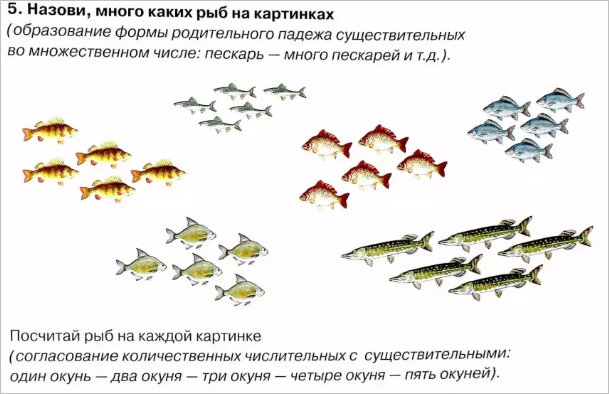 5. Назови, много каких рыб на картинках
(образование формы родительного падежа существительных
во множественном числе: пескарь — много пескарей и т.д.).
Посчитай рыб на каждой картинке
(согласование количественных числительных с существительными:
один окунь — два окуня — три окуня — четыре окуня — пять окуней).